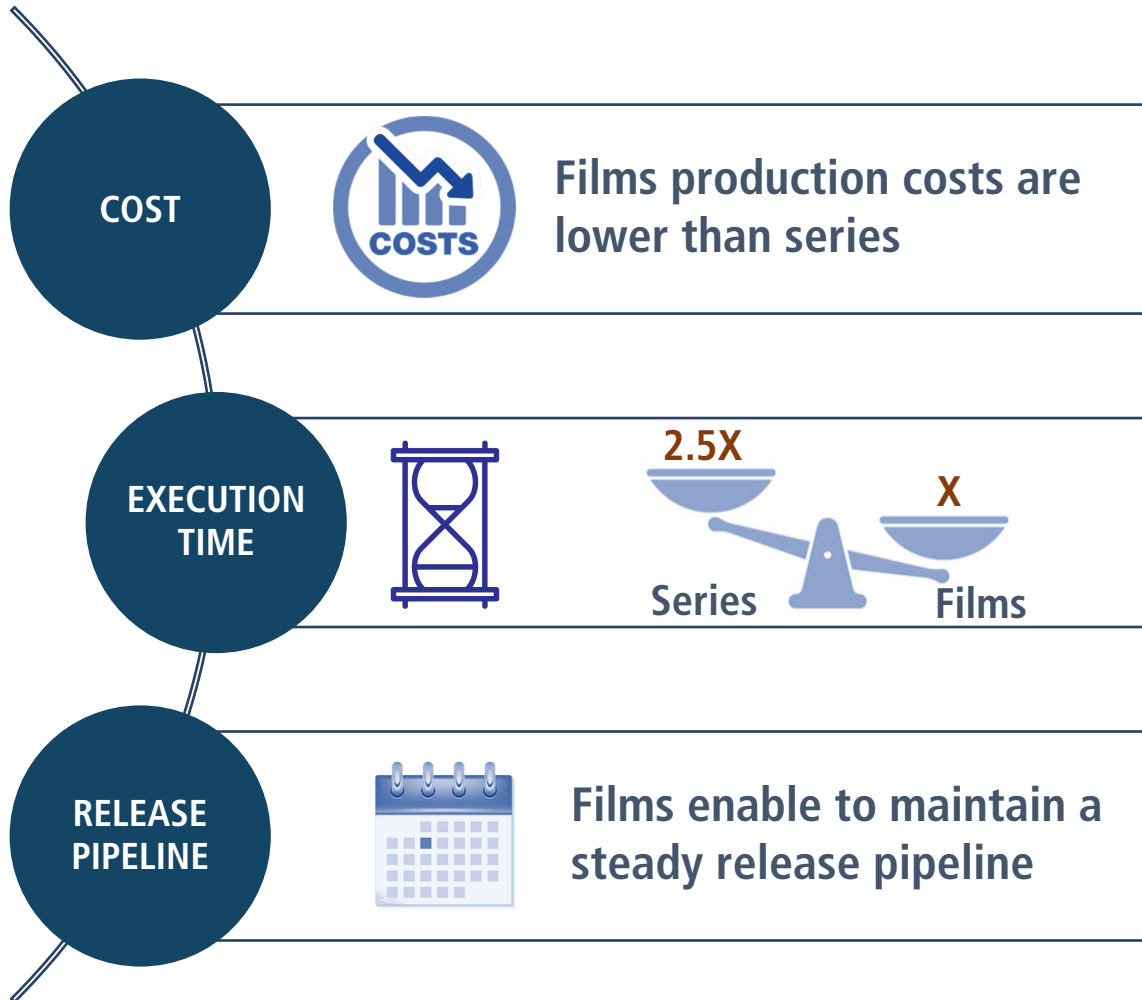 COST
COSTS
Films production costs are
lower than series
EXECUTION
TIME
2.5X
X
Series
Films
RELEASE
PIPELINE
Films enable to maintain a
steady release pipeline